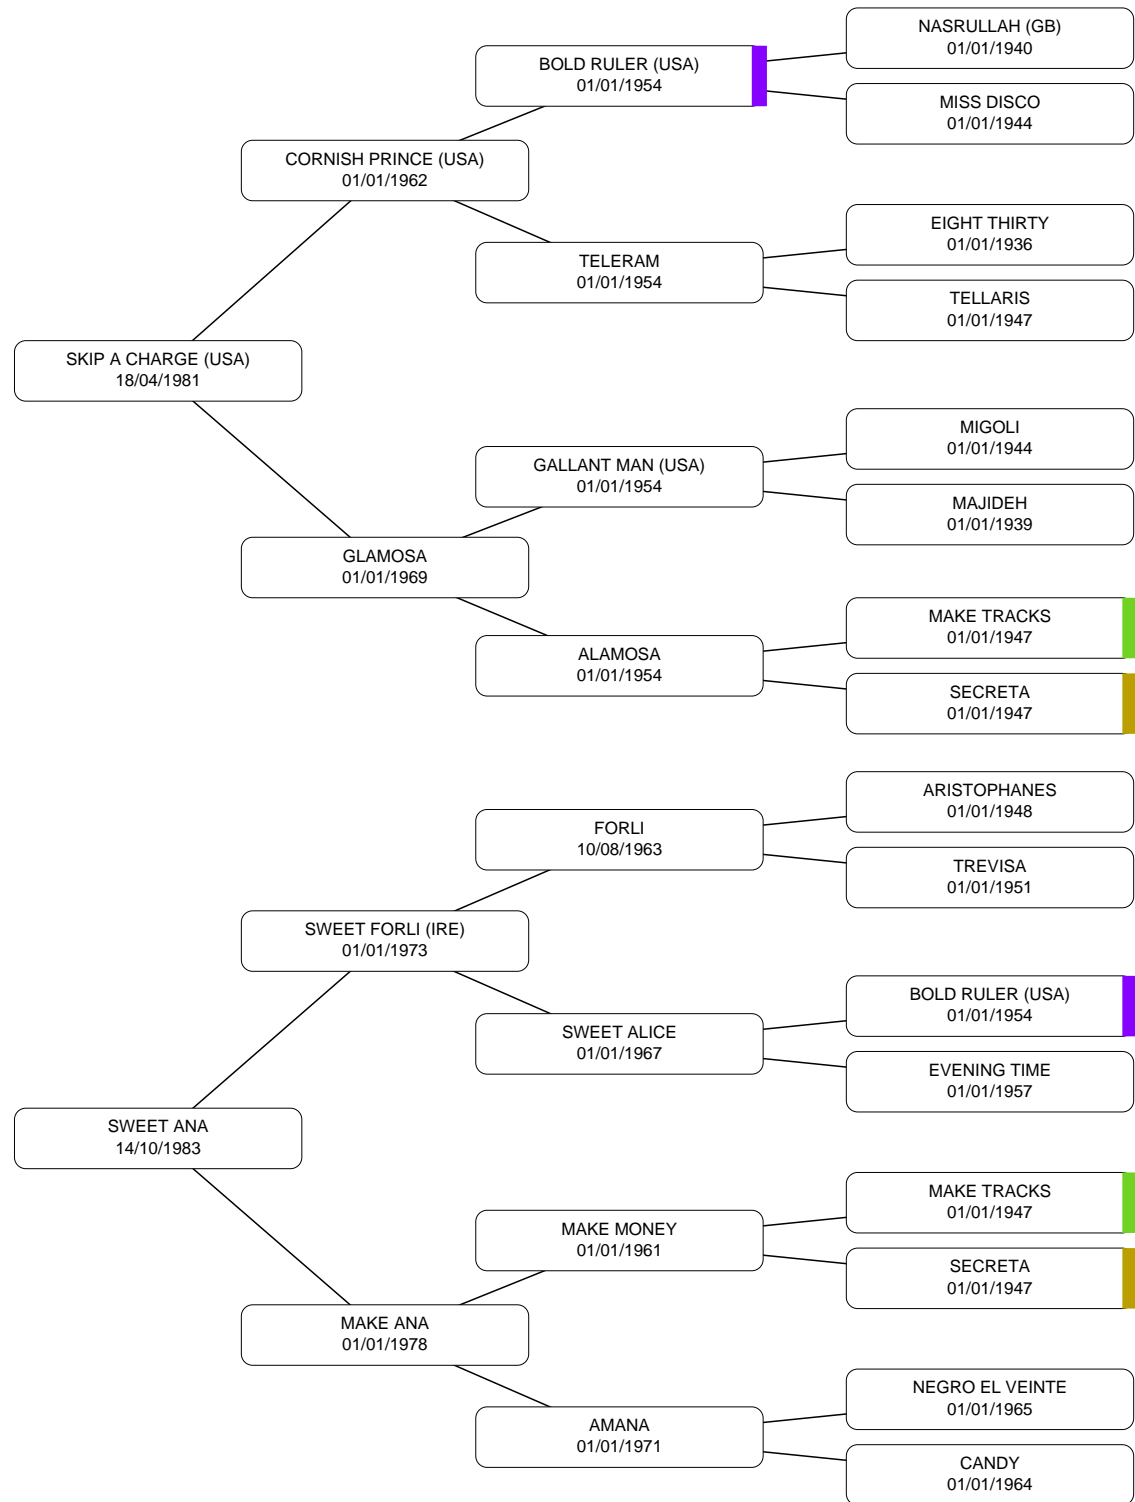 NASRULLAH (GB)
01/01/1940
BOLD RULER (USA)
01/01/1954
MISS DISCO
01/01/1944
CORNISH PRINCE (USA)
01/01/1962
EIGHT THIRTY
01/01/1936
TELERAM
01/01/1954
TELLARIS
01/01/1947
SKIP A CHARGE (USA)
18/04/1981
MIGOLI
01/01/1944
GALLANT MAN (USA)
01/01/1954
MAJIDEH
01/01/1939
GLAMOSA
01/01/1969
MAKE TRACKS
01/01/1947
ALAMOSA
01/01/1954
SECRETA
01/01/1947
ARISTOPHANES
01/01/1948
FORLI
10/08/1963
TREVISA
01/01/1951
SWEET FORLI (IRE)
01/01/1973
BOLD RULER (USA)
01/01/1954
SWEET ALICE
01/01/1967
EVENING TIME
01/01/1957
SWEET ANA
14/10/1983
MAKE TRACKS
01/01/1947
MAKE MONEY
01/01/1961
SECRETA
01/01/1947
MAKE ANA
01/01/1978
NEGRO EL VEINTE
01/01/1965
AMANA
01/01/1971
CANDY
01/01/1964